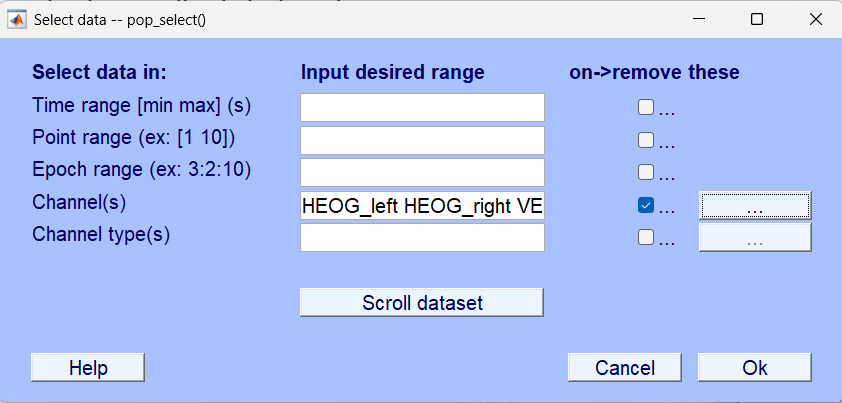 Select data -- pop_select()
Select data in: Input desired range on->remove these
Time range [min max] (s) ...
Point range (ex: [1 10]) ...
Epoch range (ex: 3:2:10) ...
Channel(s) HEOG_left HEOG_right VE ... ...
Channel type(s) ... ...
Scroll dataset
Help Cancel Ok